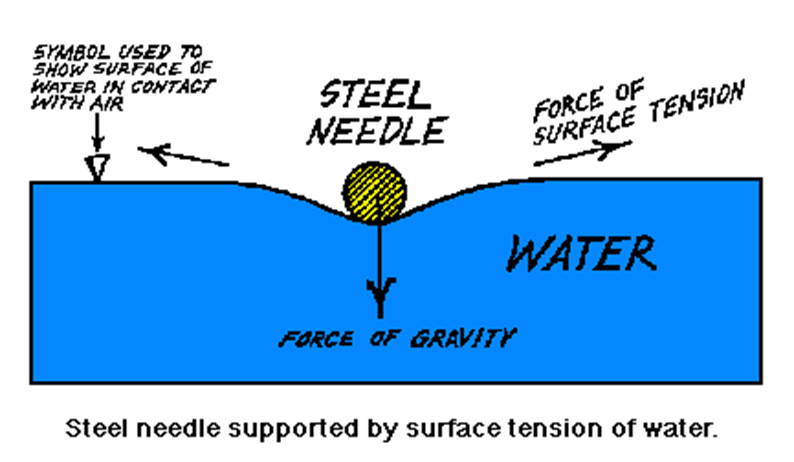 SYMBOL USED TO
SHOW SURFACE OF
WATER IN CONTACT
WITH AIR
STEEL
NEEDLE
FORCE OF
SURFACE TENSION
WATER
FORCE OF GRAVITY
Steel needle supported by surface tension of water.